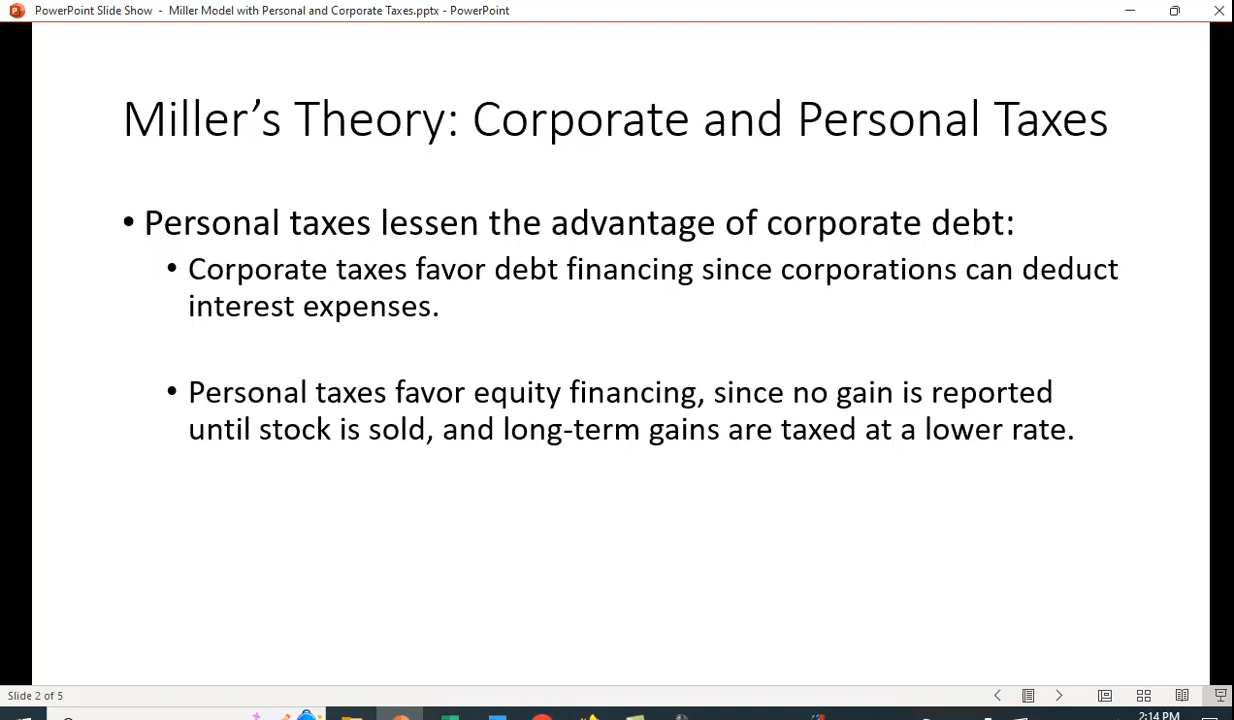 PowerPoint Slide Show - Miller Model with Personal and Corporate Taxes.pptx - PowerPoint
Miller’s Theory: Corporate and Personal Taxes
• Personal taxes lessen the advantage of corporate debt:
• Corporate taxes favor debt financing since corporations can deduct
interest expenses.
• Personal taxes favor equity financing, since no gain is reported
until stock is sold, and long-term gains are taxed at a lower rate.
Slide 2 of 5
2:14 PM